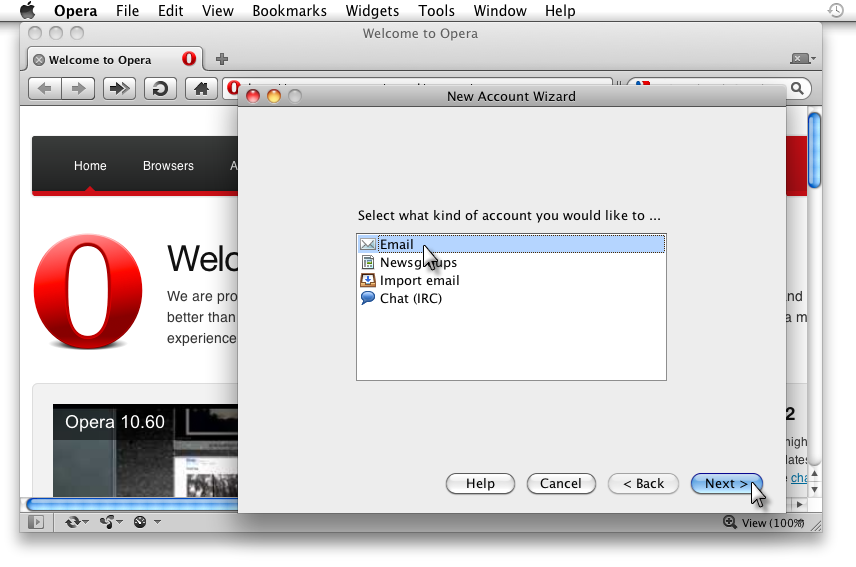 Opera File Edit View Bookmarks Widgets Tools Window Help
Welcome to Opera
Welcome to Opera
New Account Wizard
Home Browsers A
Select what kind of account you would like to ...
Email
Newsgroups
Import email
Chat (IRC)
Welc
We are pro
nd
better than
a m
experience
Opera 10.60
2
high
lates
cha
Help Cancel < Back Next >
View (100%